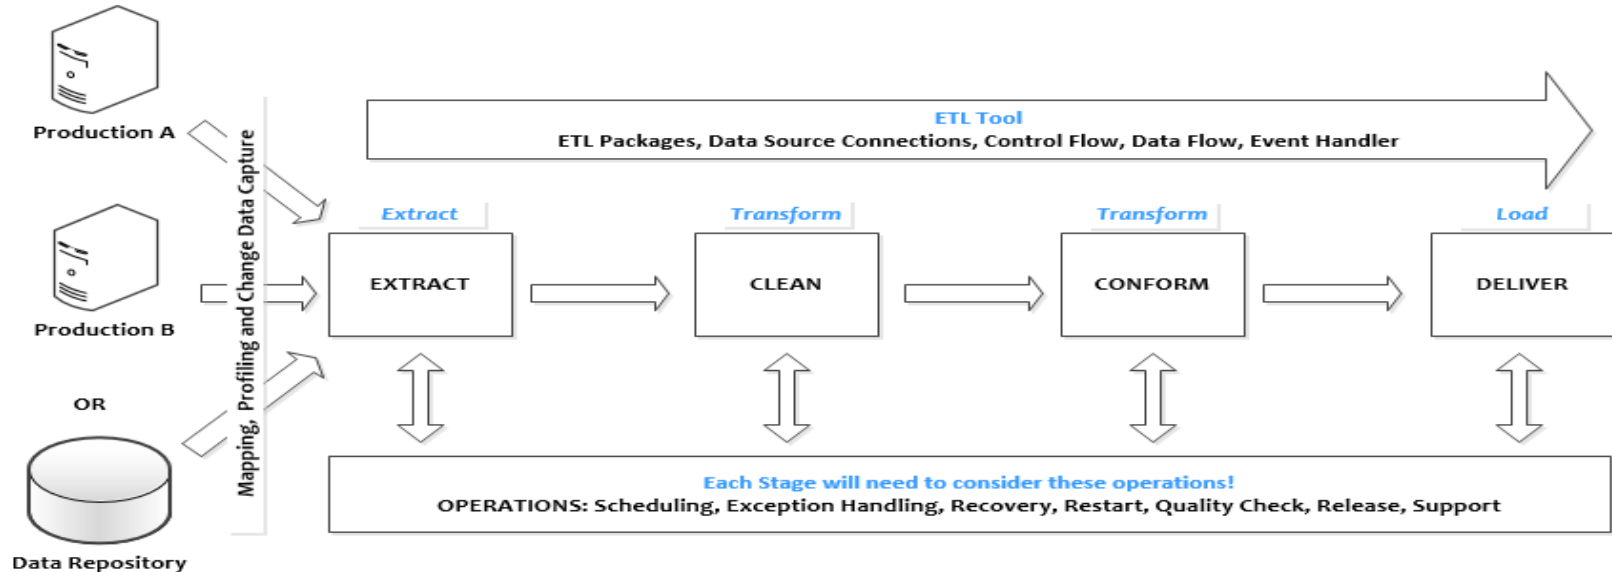 Production A
Production B
OR
Data Repository
Mapping, Profiling and Change Data Capture
ETL Tool
ETL Packages, Data Source Connections, Control Flow, Data Flow, Event Handler
Extract
Transform
Transform
Load
EXTRACT
CLEAN
CONFORM
DELIVER
Each Stage will need to consider these operations!
OPERATIONS: Scheduling, Exception Handling, Recovery, Restart, Quality Check, Release, Support